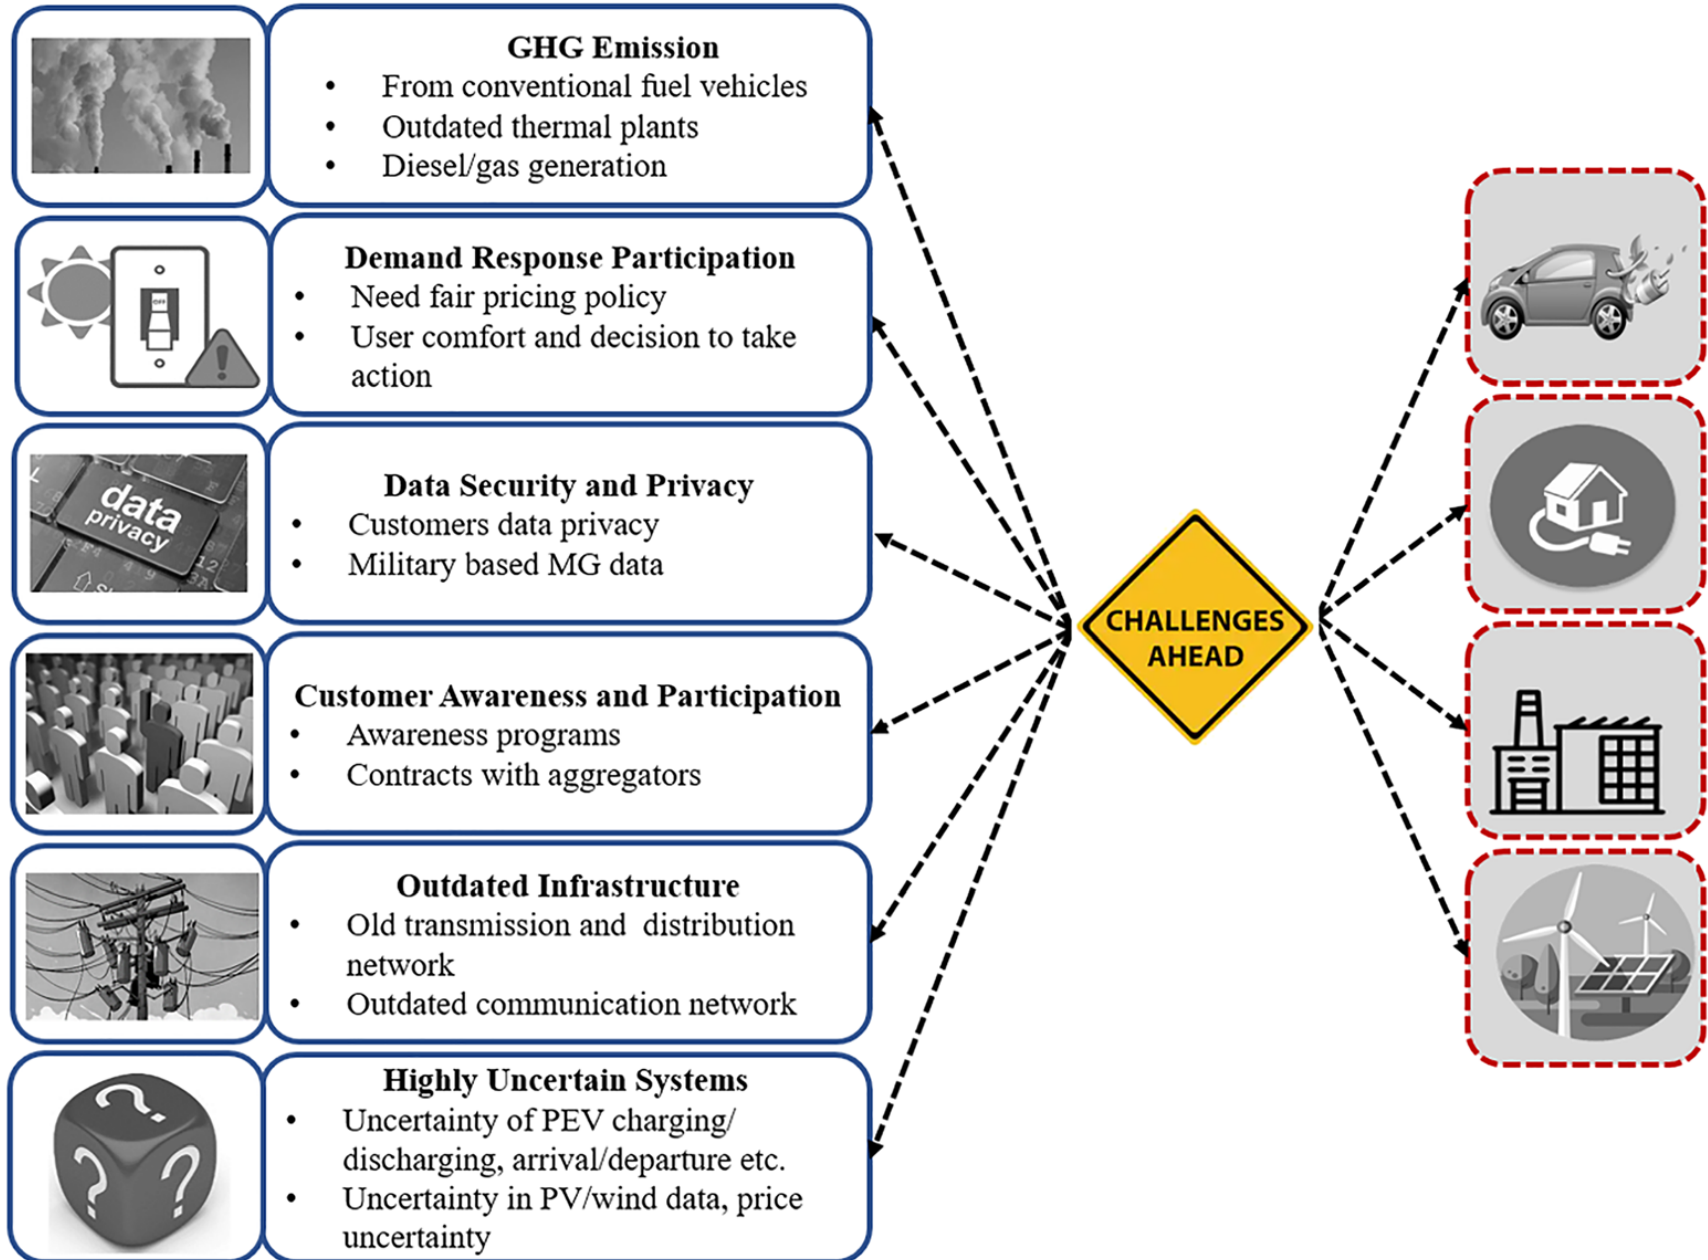 GHG Emission
• From conventional fuel vehicles
• Outdated thermal plants
• Diesel/gas generation
OFF
Demand Response Participation
• Need fair pricing policy
• User comfort and decision to take
action
data
privacy
12
Data Security and Privacy
• Customers data privacy
• Military based MG data
Customer Awareness and Participation
• Awareness programs
• Contracts with aggregators
Outdated Infrastructure
• Old transmission and distribution
network
• Outdated communication network
? ? ?
Highly Uncertain Systems
• Uncertainty of PEV charging/
discharging, arrival/departure etc.
• Uncertainty in PV/wind data, price
uncertainty
CHALLENGES
AHEAD